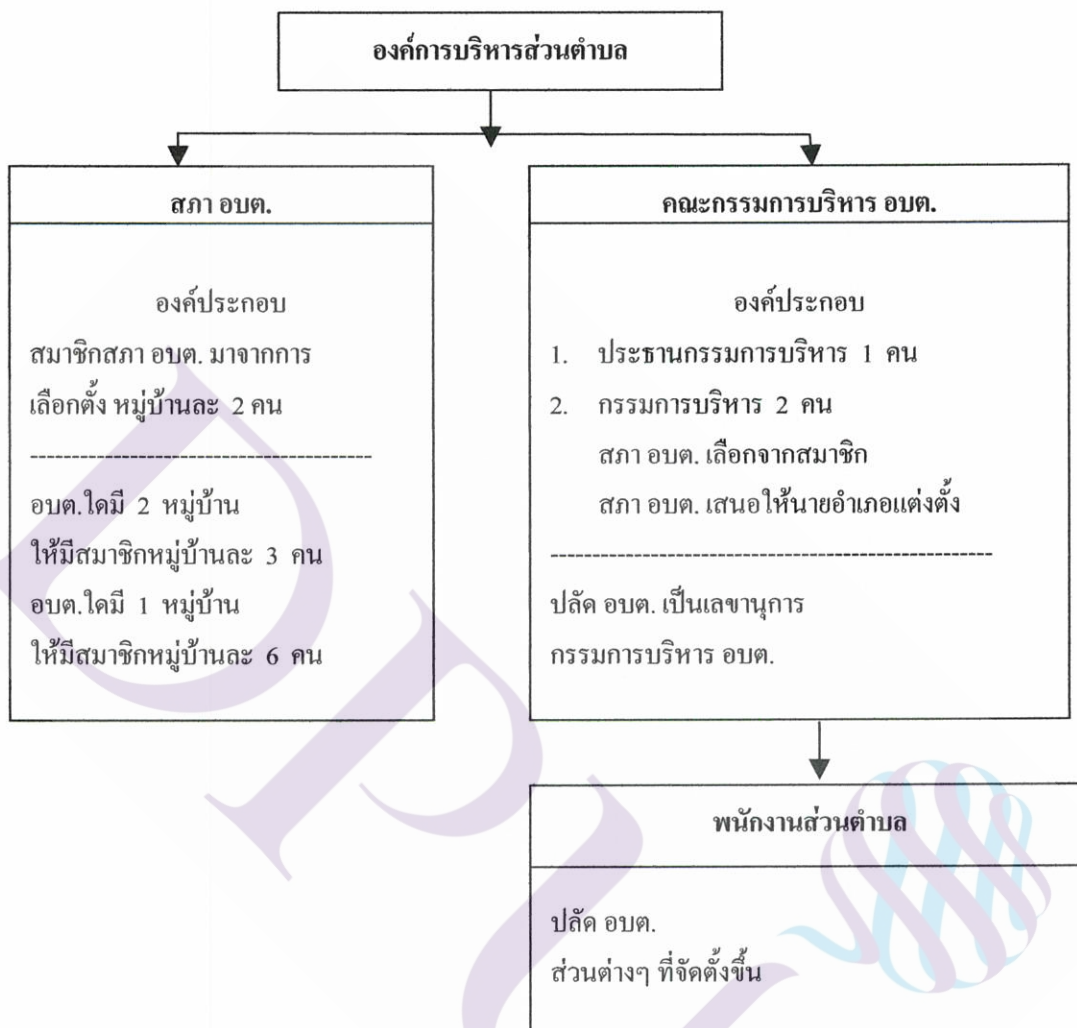 องค์การบริหารส่วนตำบล
สภา อบต.
องค์ประกอบ
สมาชิกสภา อบต. มาจากการ
เลือกตั้ง หมู่บ้านละ 2 คน
-----------------------------------------
อบต.ใดมี 2 หมู่บ้าน
ให้มีสมาชิกหมู่บ้านละ 3 คน
อบต.ใดมี 1 หมู่บ้าน
ให้มีสมาชิกหมู่บ้านละ 6 คน
คณะกรรมการบริหาร อบต.
องค์ประกอบ
1. ประธานกรรมการบริหาร 1 คน
2. กรรมการบริหาร 2 คน
สภา อบต. เลือกจากสมาชิก
สภา อบต. เสนอให้นายอำเภอแต่งตั้ง
-----------------------------------------------------
ปลัด อบต. เป็นเลขานุการ
กรรมการบริหาร อบต.
พนักงานส่วนตำบล
ปลัด อบต.
ส่วนต่างๆ ที่จัดตั้งขึ้น
DPU